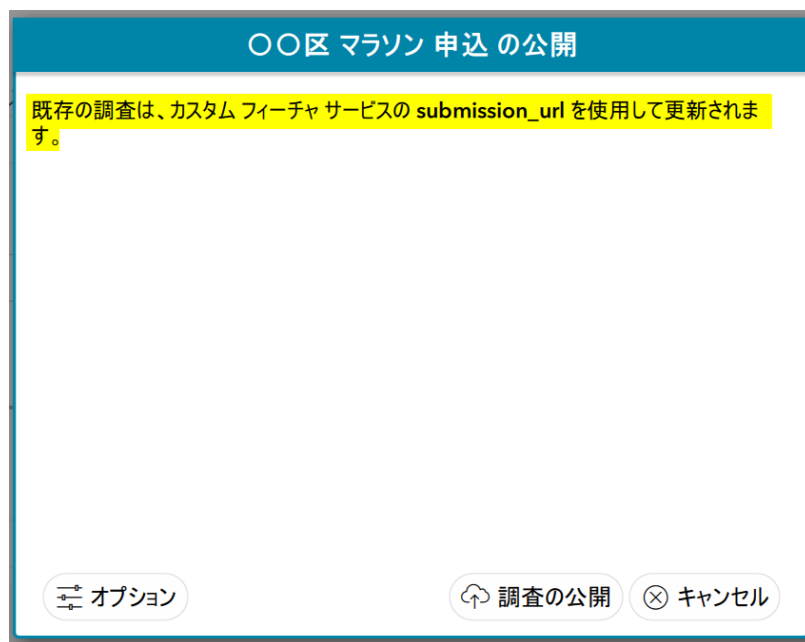 〇〇区 マラソン 申込 の公開
既存の調査は、カスタム フィーチャ サービスの submission_url を使用して更新されま
す。
オプション
調査の公開
キャンセル